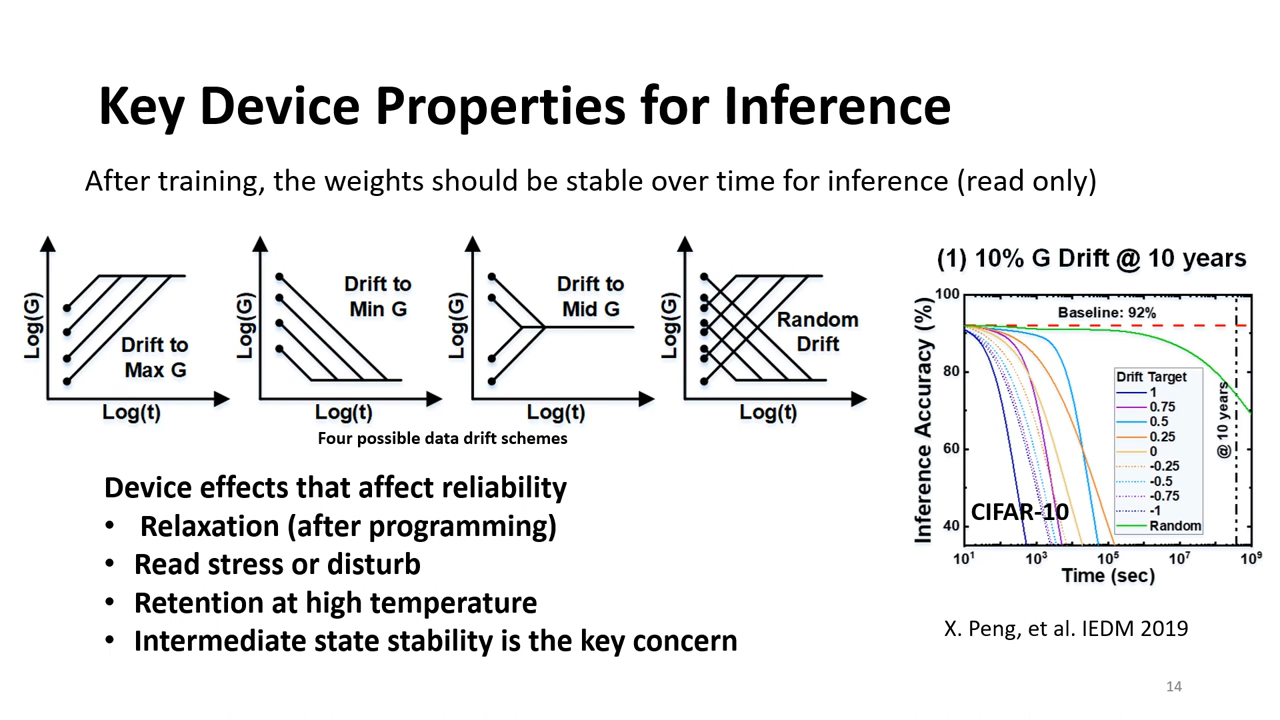 Key Device Properties for Inference
After training, the weights should be stable over time for inference (read only)
Log(G)
Drift to
Max G
Log(t)
Log(G)
Drift to
Min G
Log(t)
Log(G)
Drift to
Mid G
Log(t)
Log(G)
Random
Drift
Log(t)
Four possible data drift schemes
Device effects that affect reliability
• Relaxation (after programming)
• Read stress or disturb
• Retention at high temperature
• Intermediate state stability is the key concern
(1) 10% G Drift @ 10 years
Inference Accuracy (%)
100
80
60
40
Baseline: 92%
Drift Target
1
0.75
0.5
0.25
0
-0.25
-0.5
-0.75
-1
Random
@ 10 years
CIFAR-10
10¹
10³
10⁵
10⁷
10⁹
Time (sec)
X. Peng, et al. IEDM 2019
14